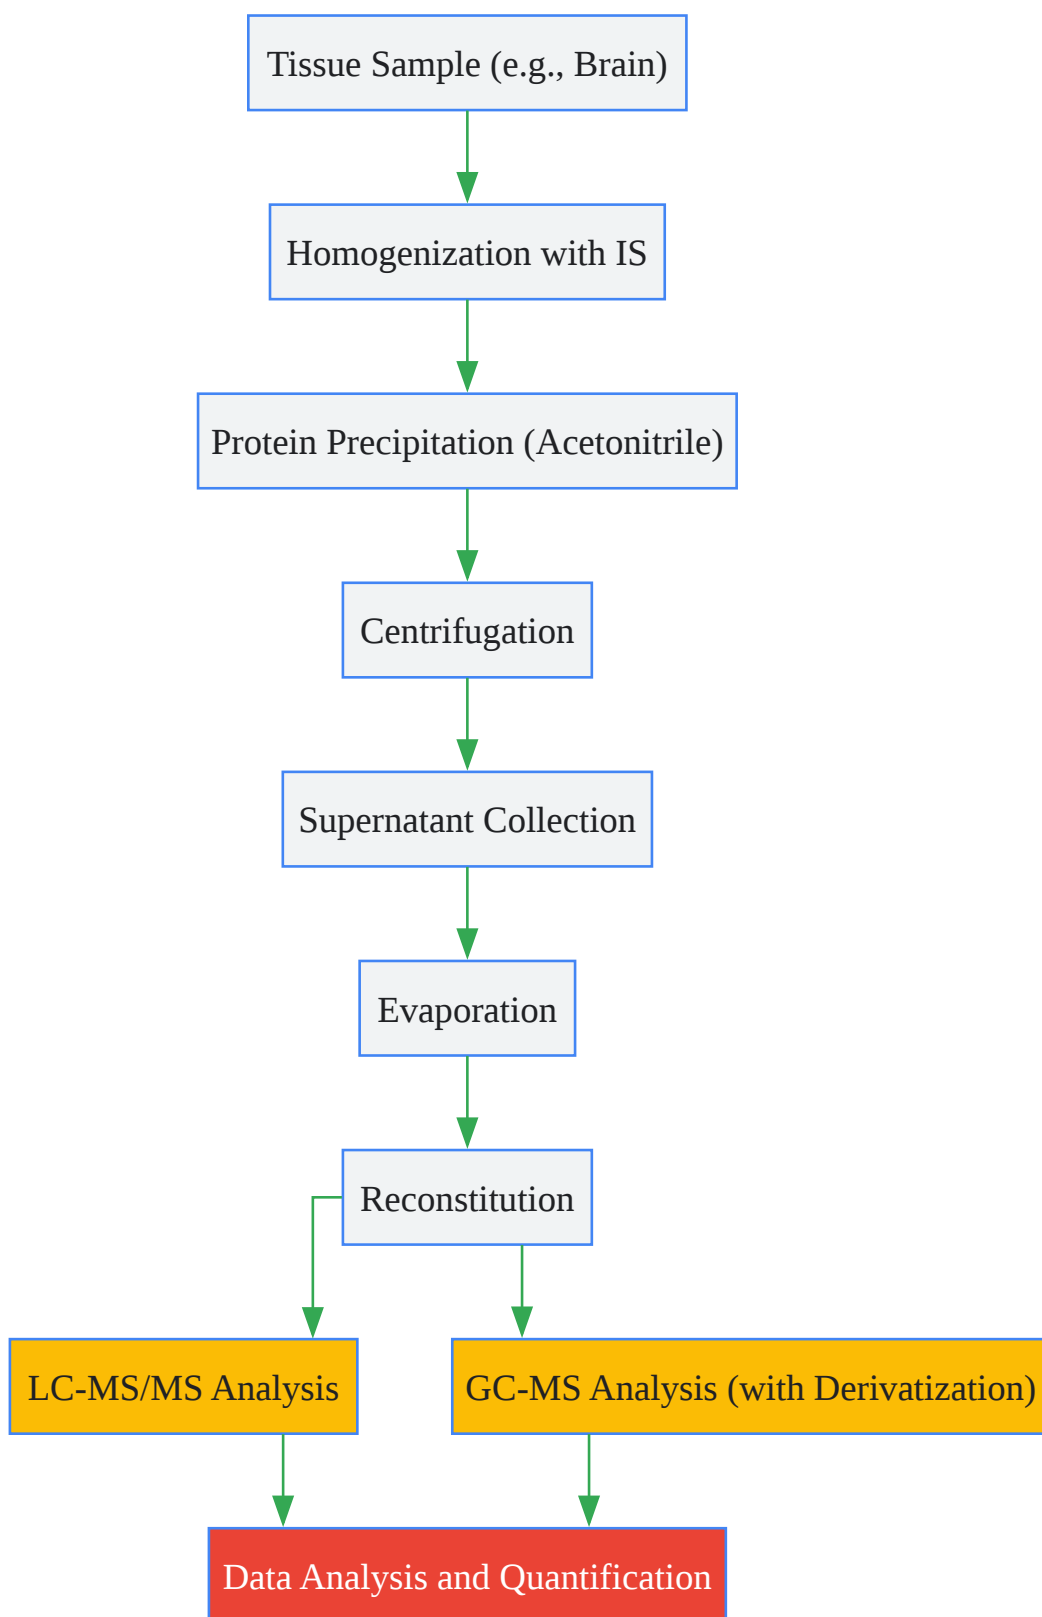 Tissue Sample (e.g., Brain)
Homogenization with IS
Protein Precipitation (Acetonitrile)
Centrifugation
Supernatant Collection
Evaporation
Reconstitution
LC-MS/MS Analysis
GC-MS Analysis (with Derivatization)
Data Analysis and Quantification